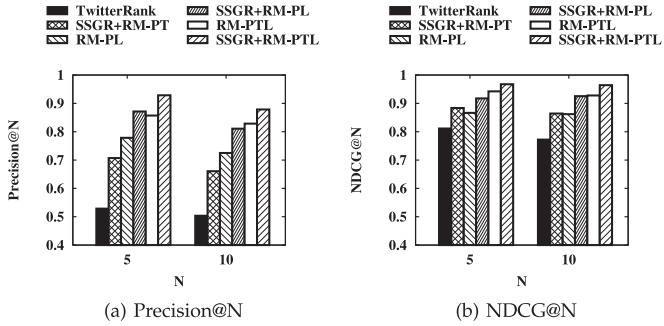 TwitterRank
SSGR+RM-PT
RM-PL
SSGR+RM-PL
RM-PTL
SSGR+RM-PTL
1
0.9
0.8
0.7
0.6
0.5
0.4
Precision@N
5 10
N
(a) Precision@N
TwitterRank
SSGR+RM-PT
RM-PL
SSGR+RM-PL
RM-PTL
SSGR+RM-PTL
1
0.9
0.8
0.7
0.6
0.5
0.4
NDCG@N
5 10
N
(b) NDCG@N